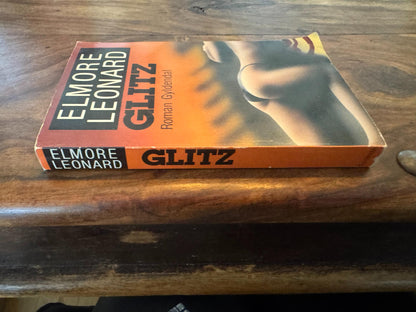 ELMORE
LEONARD
GLITZ
Roman Gyldendal
ELMORE
LEONARD
GLITZ